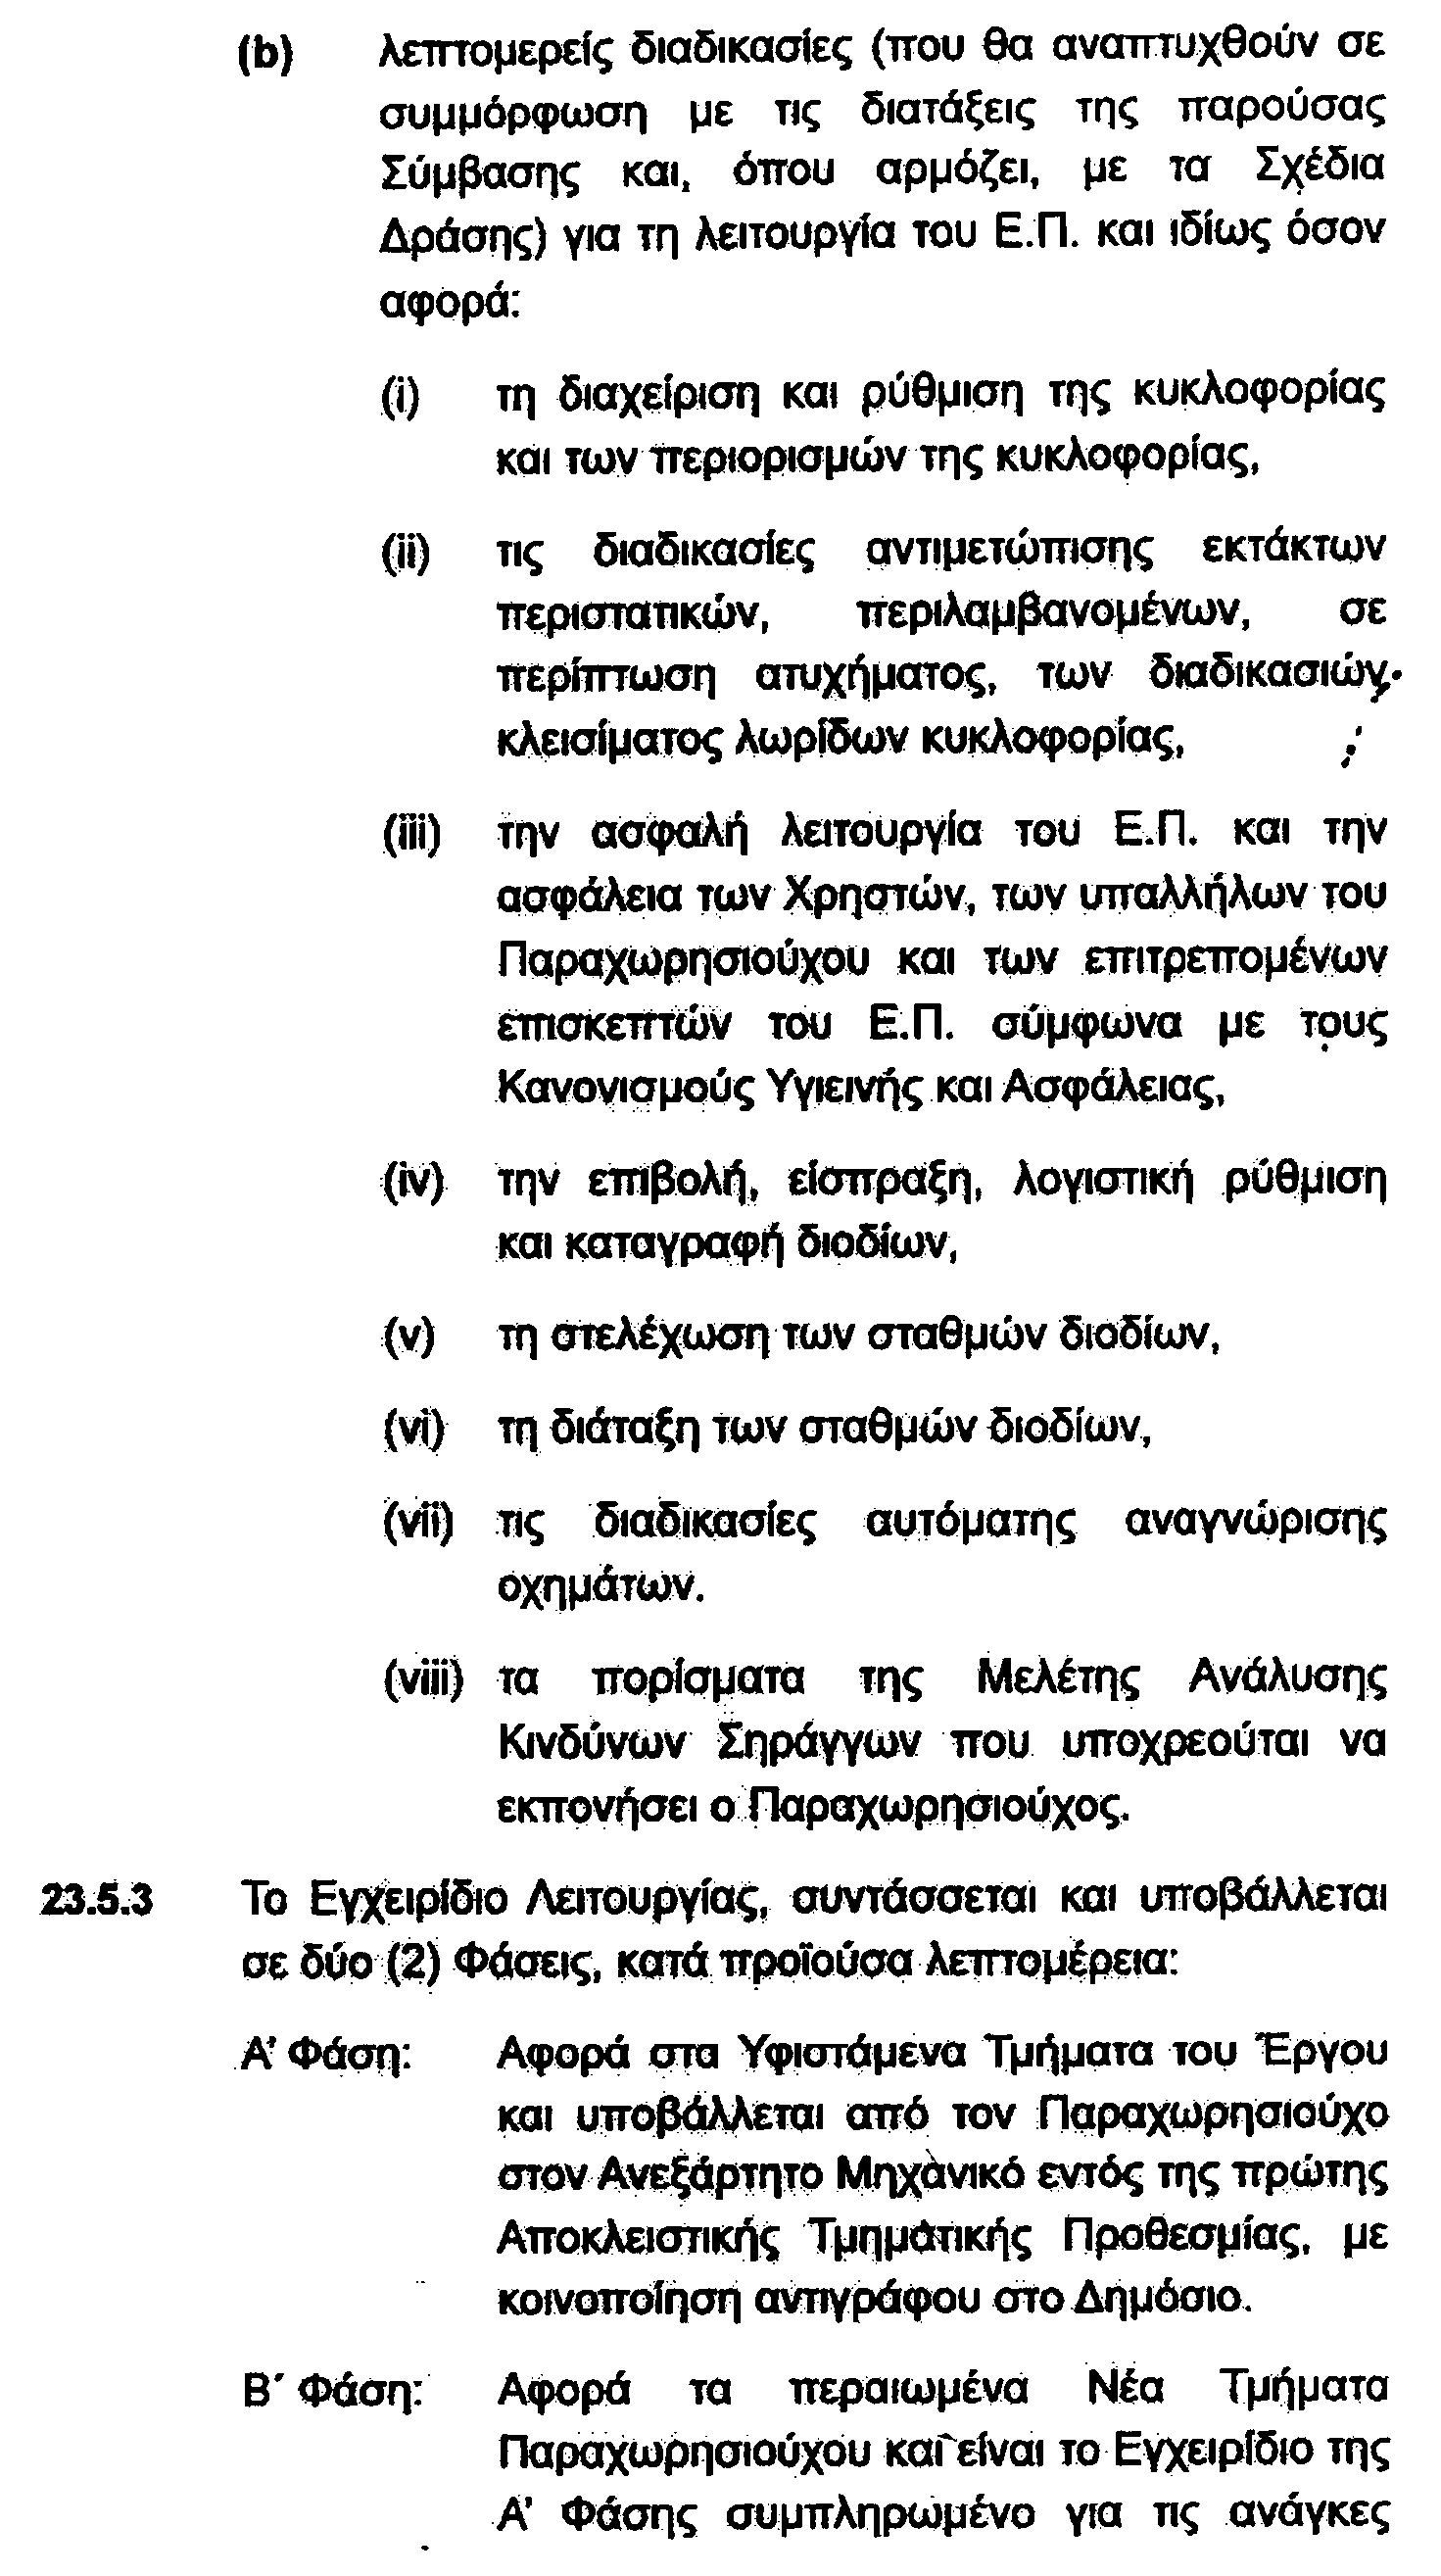 (b) λεπτομερείς διαδικασίες (που θα αναπτυχθούν σε
συμμόρφωση με τις διατάξεις της παρούσας
Σύμβασης και, όπου αρμόζει, με τα Σχέδια
Δράσης) για τη λειτουργία του Ε.Π. και ιδίως όσον
αφορά:
(i) τη διαχείριση και ρύθμιση της κυκλοφορίας
και των περιορισμών της κυκλοφορίας,
(ii) τις διαδικασίες αντιμετώπισης εκτάκτων
περιστατικών, περιλαμβανομένων, σε
περίπτωση ατυχήματος, των διαδικασιών
κλεισίματος λωρίδων κυκλοφορίας,
(iii) την ασφαλή λειτουργία του Ε.Π. και την
ασφάλεια των Χρηστών, των υπαλλήλων του
Παραχωρησιούχου και των επιτρεπομένων
επισκεπτών του Ε.Π. σύμφωνα με τους
Κανονισμούς Υγιεινής και Ασφάλειας,
(iv) την επιβολή, είσπραξη, λογιστική ρύθμιση
και καταγραφή διοδίων,
(v) τη στελέχωση των σταθμών διοδίων,
(vi) τη διάταξη των σταθμών διοδίων,
(vii) τις διαδικασίες αυτόματης αναγνώρισης
οχημάτων.
(viii) τα πορίσματα της Μελέτης Ανάλυσης
Κινδύνων Σηράγγων που υποχρεούται να
εκπονήσει ο Παραχωρησιούχος.
23.5.3 Το Εγχειρίδιο Λειτουργίας, συντάσσεται και υποβάλλεται
σε δύο (2) Φάσεις, κατά προϊούσα λεπτομέρεια:
Α' Φάση: Αφορά στα Υφιστάμενα Τμήματα του Έργου
και υποβάλλεται από τον Παραχωρησιούχο
στον Ανεξάρτητο Μηχανικό εντός της πρώτης
Αποκλειστικής Τμηματικής Προθεσμίας, με
κοινοποίηση αντιγράφου στο Δημόσιο.
Β΄ Φάση: Αφορά τα περαιωμένα Νέα Τμήματα
Παραχωρησιούχου και είναι το Εγχειρίδιο της
Α' Φάσης συμπληρωμένο για τις ανάγκες